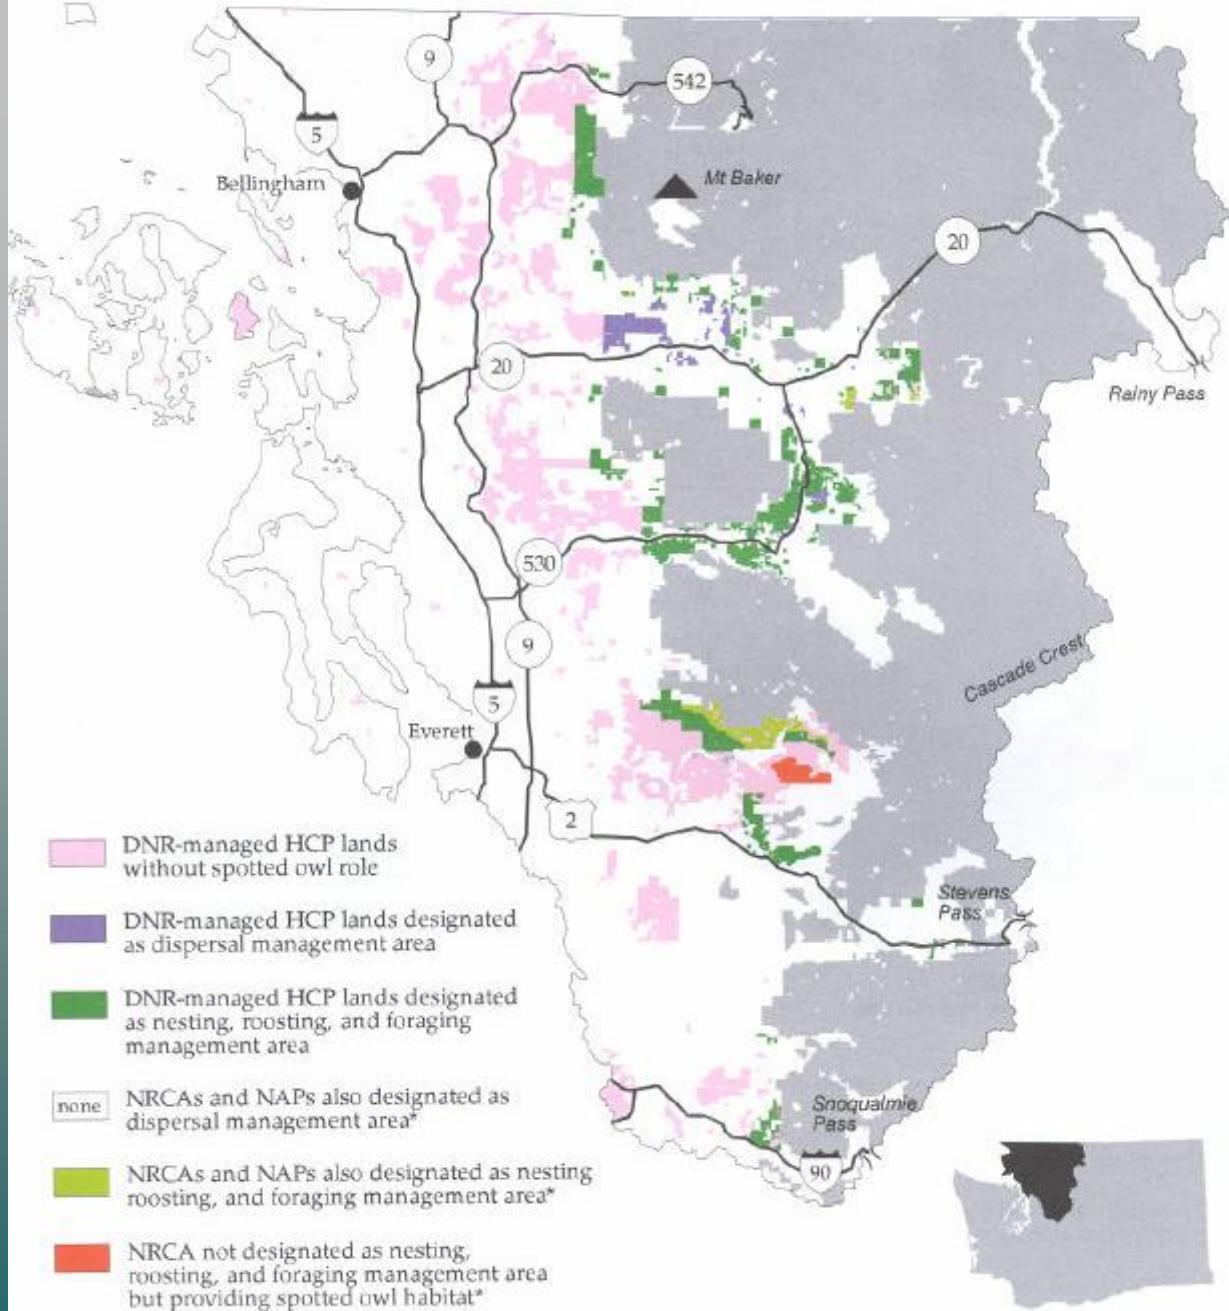 9
542
5
Bellingham
Mt Baker
20
20
Rainy Pass
530
9
Cascade Crest
5
Everett
2
DNR-managed HCP lands
without spotted owl role
Stevens
Pass
DNR-managed HCP lands designated
as dispersal management area
DNR-managed HCP lands designated
as nesting, roosting, and foraging
management area
none
NRCAs and NAPs also designated as
dispersal management area*
Snoqualmie
Pass
90
NRCAs and NAPs also designated as nesting
roosting, and foraging management area*
NRCA not designated as nesting,
roosting, and foraging management area
but providing spotted owl habitat*